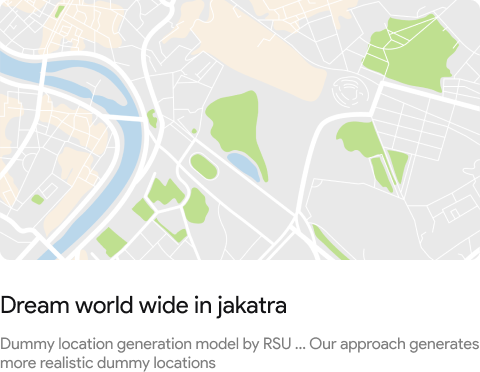 Dream world wide in jakatra
Dummy location generation model by RSU ... Our approach generates
more realistic dummy locations